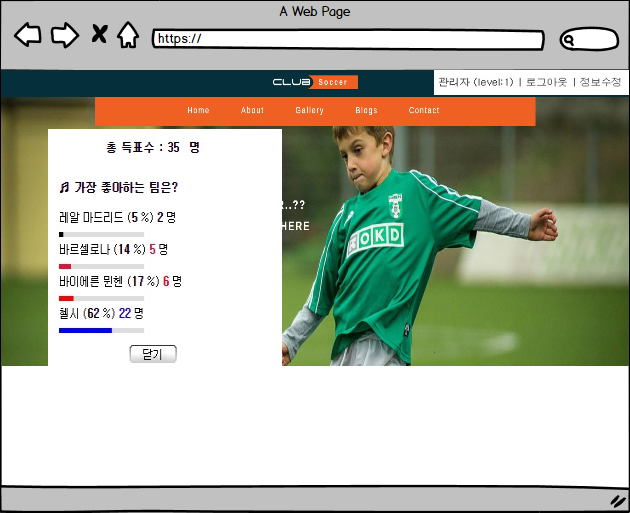 A Web Page
https://
CLUB Soccer
관리자 (level:1) | 로그아웃 | 정보수정
Home About Gallery Blogs Contact
총 득표수 : 35 명
♬ 가장 좋아하는 팀은?
레알 마드리드 (5 %) 2 명
바르셀로나 (14 %) 5 명
바이에른 뮌헨 (17 %) 6 명
첼시 (62 %) 22 명
닫기
..??
HERE
OKD